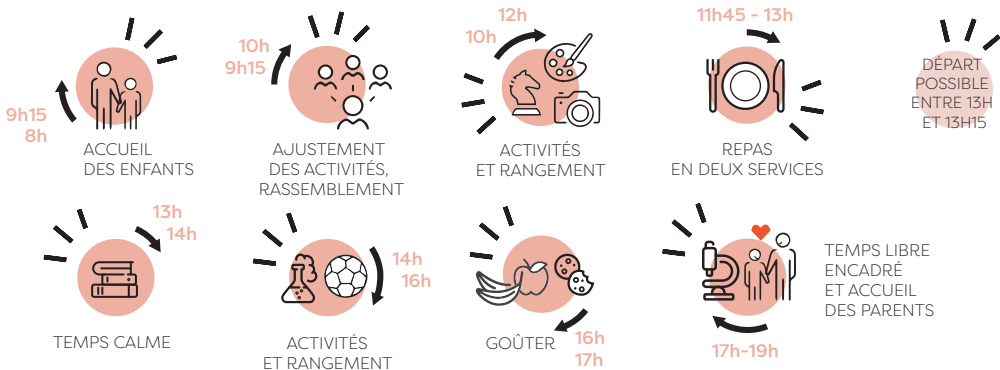 9h15
8h
ACCUEIL
DES ENFANTS
10h
9h15
AJUSTEMENT
DES ACTIVITÉS,
RASSEMBLEMENT
12h
10h
ACTIVITÉS
ET RANGEMENT
11h45 - 13h
REPAS
EN DEUX SERVICES
DÉPART
POSSIBLE
ENTRE 13H
ET 13H15
13h
14h
TEMPS CALME
14h
16h
ACTIVITÉS
ET RANGEMENT
GOÛTER
16h
17h
17h-19h
TEMPS LIBRE
ENCADRÉ
ET ACCUEIL
DES PARENTS